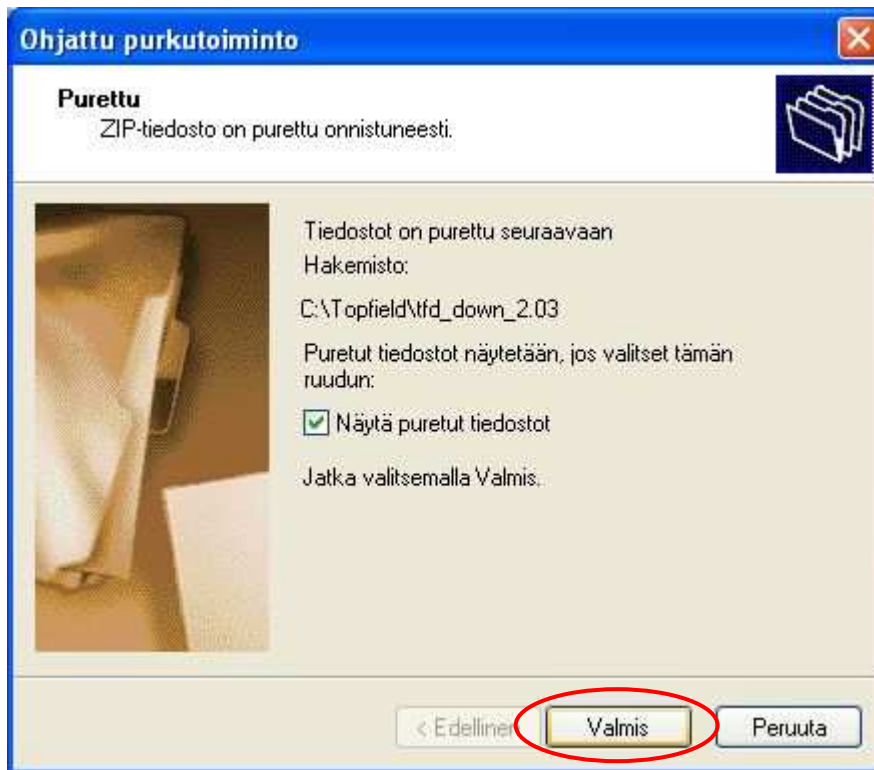 Ohjattu purkutoiminto
Purettu
ZIP-tiedosto on purettu onnistuneesti.
Tiedostot on purettu seuraavaan
Hakemisto:
C:\Topfield\tfd_down_2.03
Puretut tiedostot näytetään, jos valitset tämän
ruudun:
Näytä puretut tiedostot
Jatka valitsemalla Valmis.
< Edellinen Valmis Peruuta